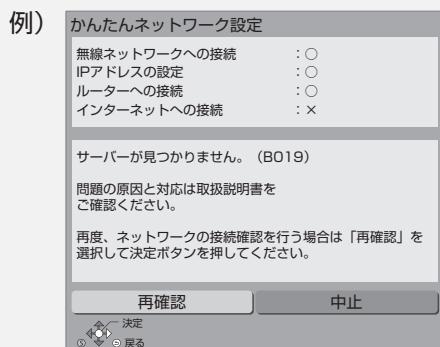 例)
かんたんネットワーク設定
無線ネットワークへの接続 :○
IPアドレスの設定 :○
ルーターへの接続 :○
インターネットへの接続 :×
サーバーが見つかりません。(B019)
問題の原因と対応は取扱説明書を
ご確認ください。
再度、ネットワークの接続確認を行う場合は「再確認」を
選択して決定ボタンを押してください。
再確認 中止
決定
戻る